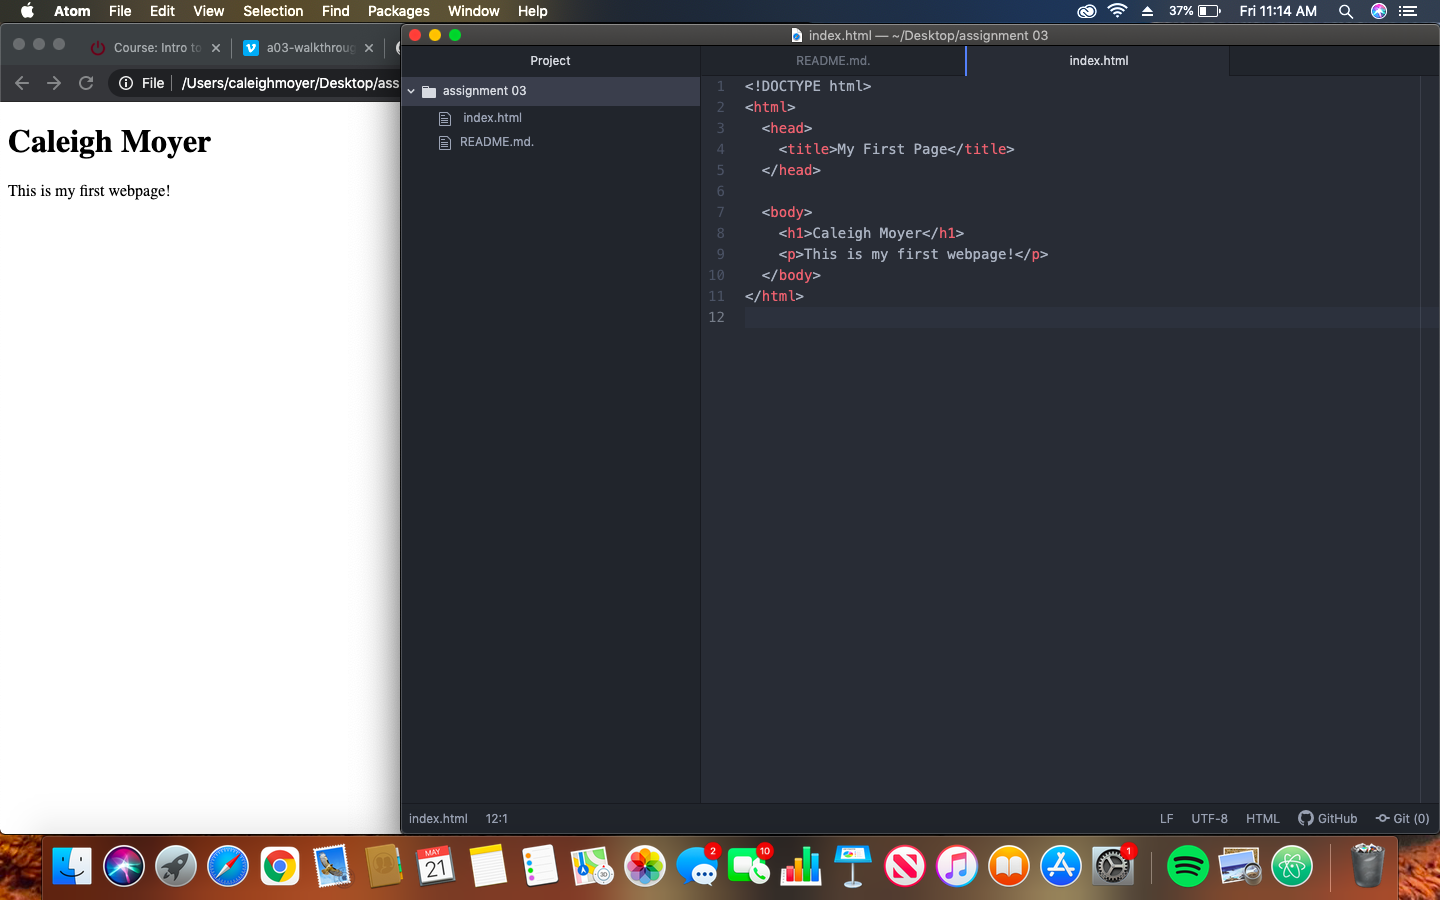 Atom File Edit View Selection Find Packages Window Help 37% Fri 11:14 AM
Course: Intro to
a03-walkthroug
File /Users/caleighmoyer/Desktop/ass
Caleigh Moyer
This is my first webpage!
index.html — ~/Desktop/assignment 03
Project
assignment 03
index.html
README.md.
README.md. index.html
1 <!DOCTYPE html>
2 <html>
3 <head>
4 <title>My First Page</title>
5 </head>
6
7 <body>
8 <h1>Caleigh Moyer</h1>
9 <p>This is my first webpage!</p>
10 </body>
11 </html>
12
index.html 12:1 LF UTF-8 HTML GitHub Git (0)
MAY
21
2
10
1